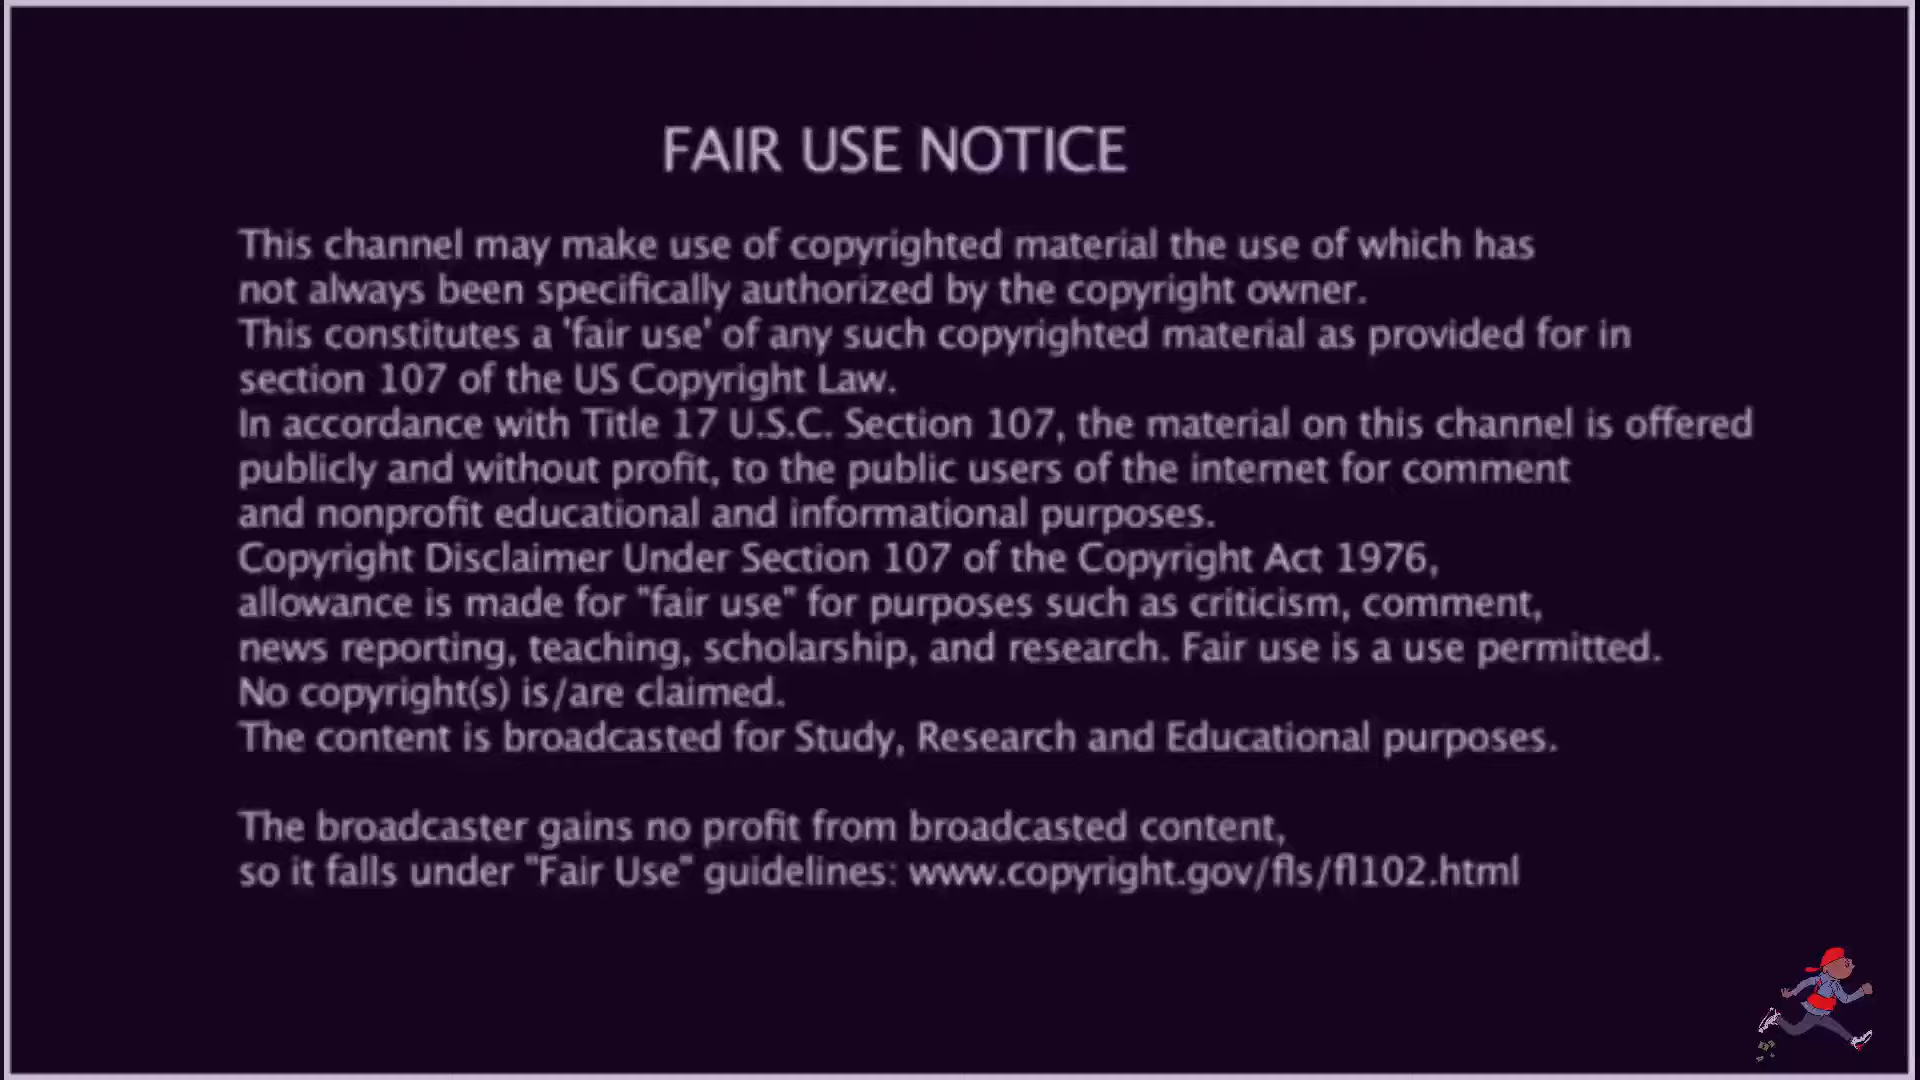 FAIR USE NOTICE
This channel may make use of copyrighted material the use of which has
not always been specifically authorized by the copyright owner.
This constitutes a 'fair use' of any such copyrighted material as provided for in
section 107 of the US Copyright Law.
In accordance with Title 17 U.S.C. Section 107, the material on this channel is offered
publicly and without profit, to the public users of the internet for comment
and nonprofit educational and informational purposes.
Copyright Disclaimer Under Section 107 of the Copyright Act 1976,
allowance is made for "fair use" for purposes such as criticism, comment,
news reporting, teaching, scholarship, and research. Fair use is a use permitted.
No copyright(s) is/are claimed.
The content is broadcasted for Study, Research and Educational purposes.
The broadcaster gains no profit from broadcasted content,
so it falls under "Fair Use" guidelines: www.copyright.gov/fls/fl102.html